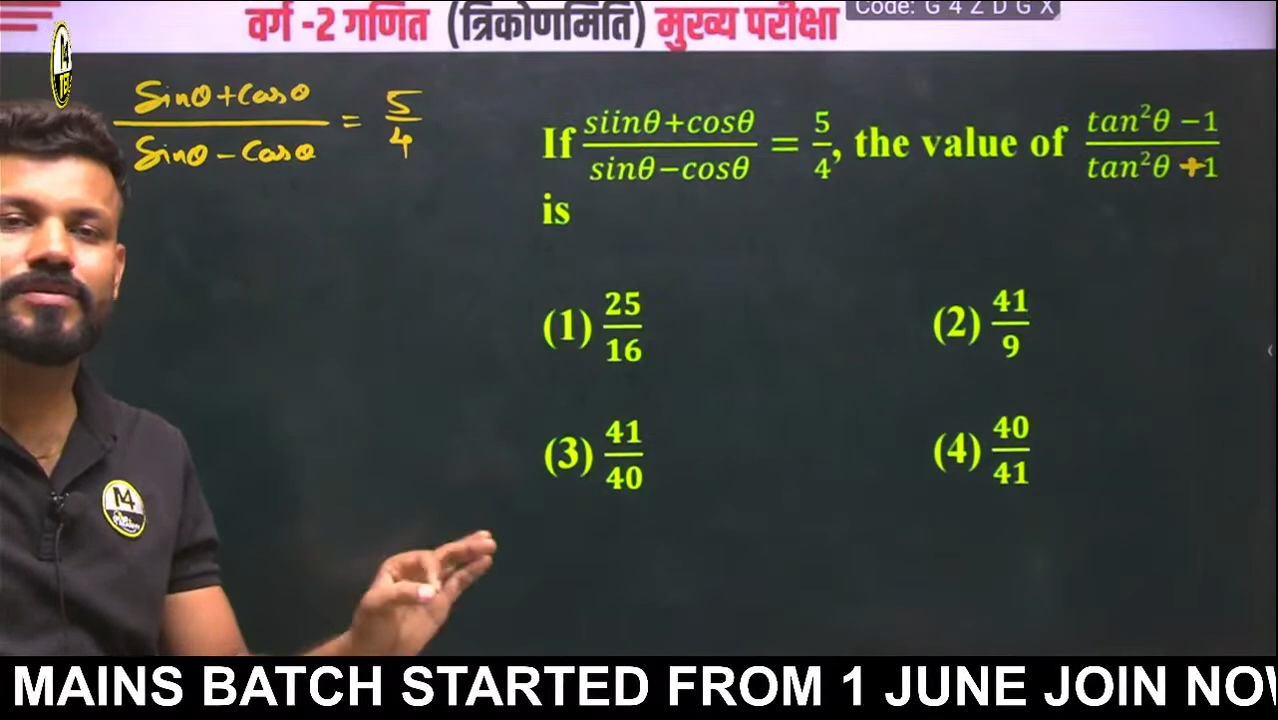 वर्ग -2 गणित (त्रिकोणमिति) मुख्य परीक्षा
Code: G 4 Z D G X
M4
Sinθ+Cosθ / Sinθ-Cosθ = 5/4
If siinθ+cosθ / sinθ−cosθ = 5/4, the value of tan²θ −1 / tan²θ +1
is
(1) 25/16
(2) 41/9
(3) 41/40
(4) 40/41
M4
MAINS BATCH STARTED FROM 1 JUNE JOIN NOW